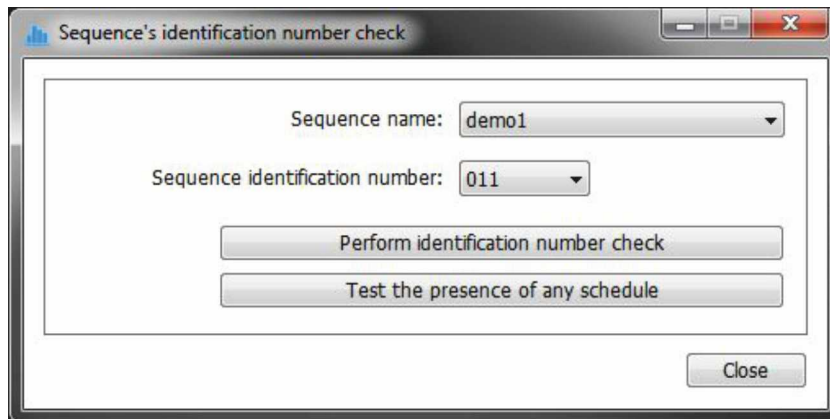 Sequence's identification number check
Sequence name: demo1
Sequence identification number: 011
Perform identification number check
Test the presence of any schedule
Close